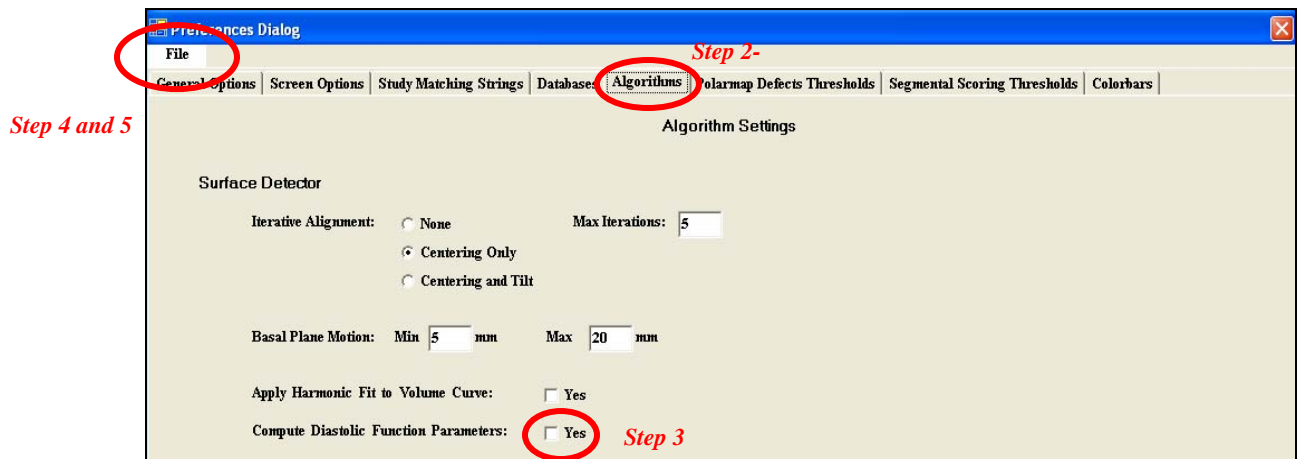 Preferences Dialog
File
Step 2-
General Options Screen Options Study Matching Strings Databases Algorithms Polarmap Defects Thresholds Segmental Scoring Thresholds Colorbars
Step 4 and 5
Algorithm Settings
Surface Detector
Iterative Alignment: None Max Iterations: 5
Centering Only
Centering and Tilt
Basal Plane Motion: Min 5 mm Max 20 mm
Apply Harmonic Fit to Volume Curve: Yes
Compute Diastolic Function Parameters: Yes Step 3